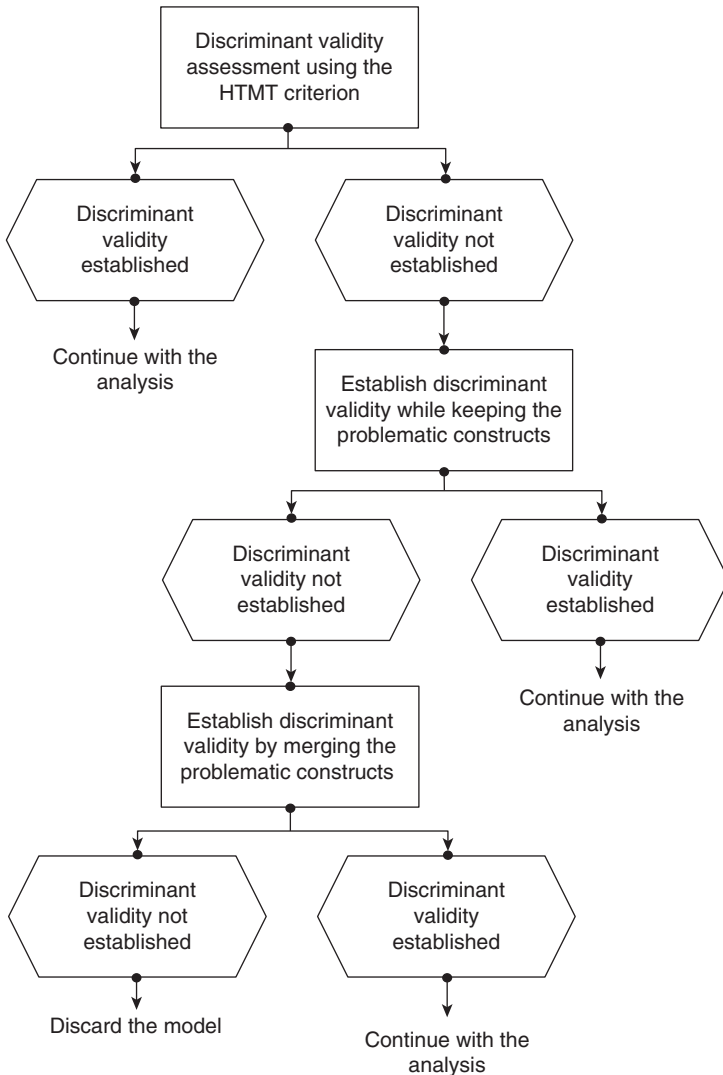 Discriminant validity
assessment using the
HTMT criterion
Discriminant
validity
established
Discriminant
validity not
established
Continue with the
analysis
Establish discriminant
validity while keeping the
problematic constructs
Discriminant
validity not
established
Discriminant
validity
established
Continue with the
analysis
Establish discriminant
validity by merging the
problematic constructs
Discriminant
validity not
established
Discriminant
validity
established
Discard the model
Continue with the
analysis